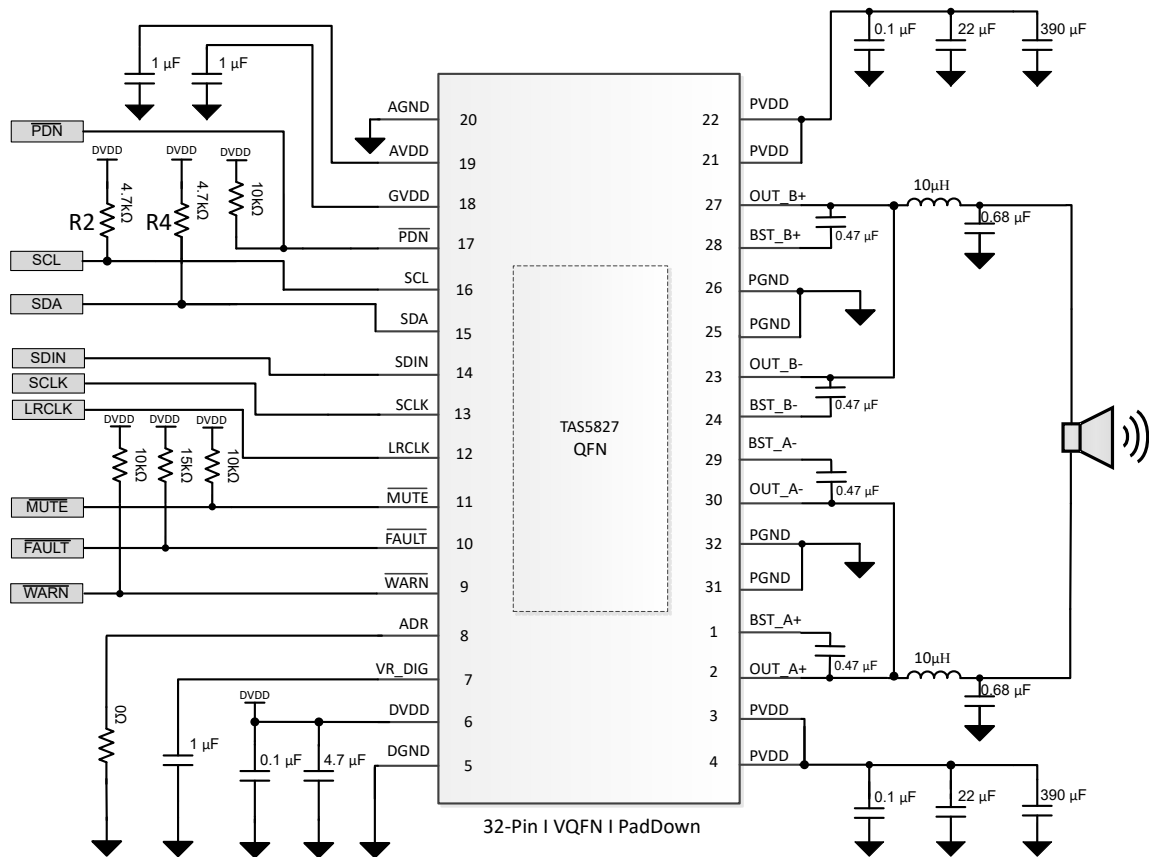 1 µF
1 µF
0.1 µF
22 µF
390 µF
PDN
DVDD
4.7kΩ
R2
DVDD
4.7kΩ
R4
DVDD
10kΩ
SCL
SDA
SDIN
SCLK
LRCLK
DVDD
10kΩ
DVDD
15kΩ
DVDD
10kΩ
MUTE
FAULT
WARN
0Ω
1 µF
DVDD
0.1 µF
4.7 µF
AGND 20
AVDD 19
GVDD 18
PDN 17
SCL 16
SDA 15
SDIN 14
SCLK 13
LRCLK 12
MUTE 11
FAULT 10
WARN 9
ADR 8
VR_DIG 7
DVDD 6
DGND 5
TAS5827
QFN
22 PVDD
21 PVDD
27 OUT_B+
28 BST_B+
26 PGND
25 PGND
23 OUT_B-
24 BST_B-
29 BST_A-
30 OUT_A-
32 PGND
31 PGND
1 BST_A+
2 OUT_A+
3 PVDD
4 PVDD
0.47 µF
10µH
0.68 µF
0.47 µF
0.47 µF
0.47 µF
10µH
0.68 µF
0.1 µF
22 µF
390 µF
32-Pin I VQFN I PadDown